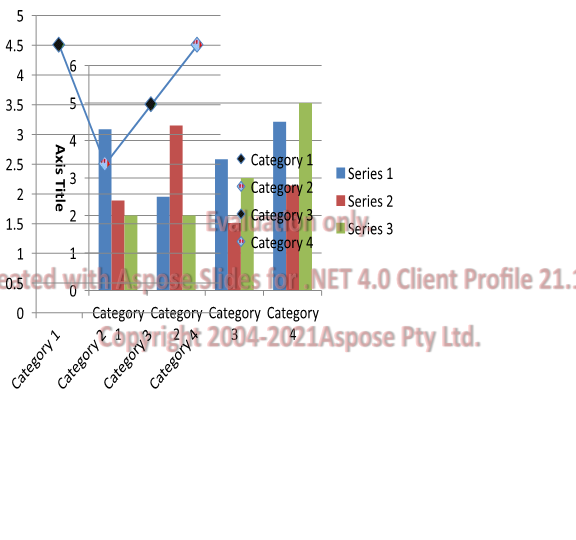 5
4.5
4
3.5
3
2.5
2
1.5
1
0.5
0
Category 1
Category 2
Category 3
Category 4
Axis Title
6
5
4
3
2
1
0
Category 1
Category 2
Category 3
Category 4
Category 1
Category 2
Category 3
Category 4
Series 1
Series 2
Series 3
Evaluation only.
eated with Aspose.Slides for .NET 4.0 Client Profile 21.1
Copyright 2004-2021Aspose Pty Ltd.